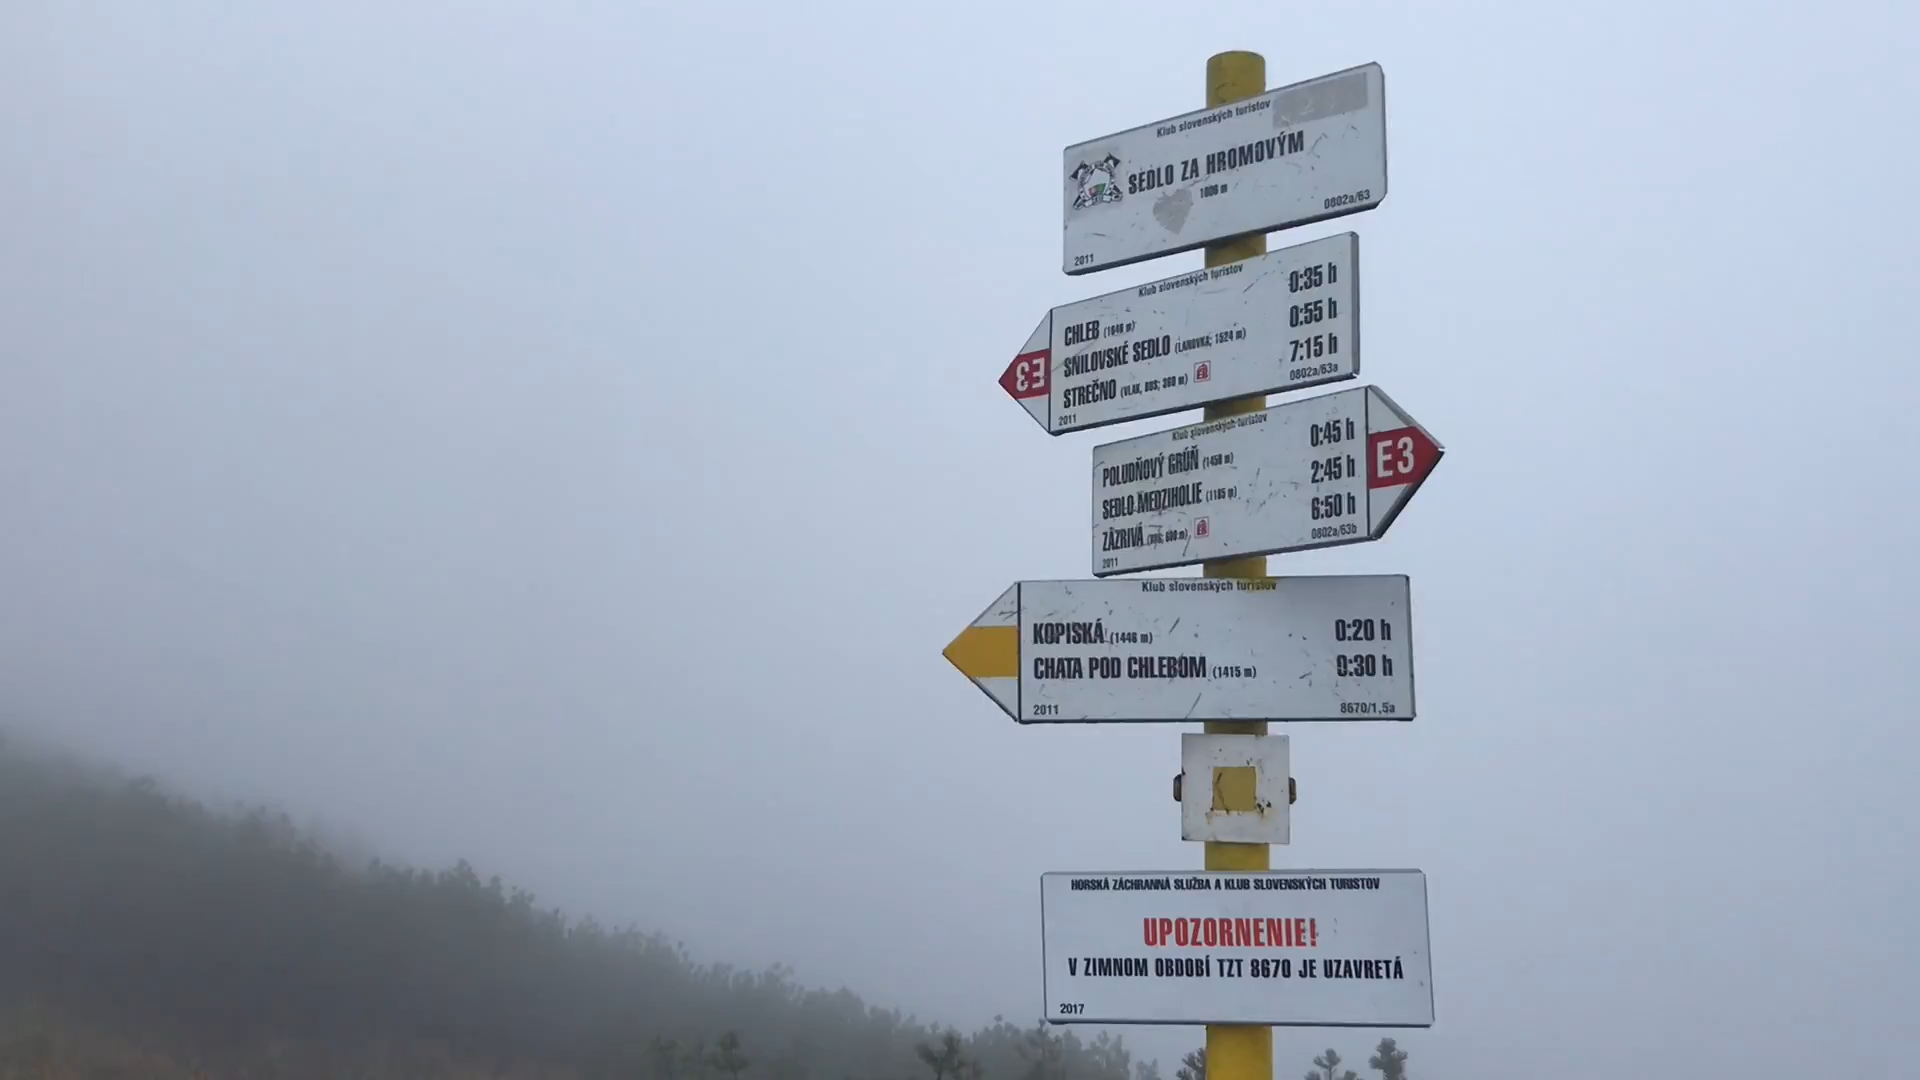 Klub slovenských turistov
SEDLO ZA HROMOVÝM
0802a/63
2011
Klub slovenských turistov
CHLEB (1646 m) 0:35 h
SNILOVSKÉ SEDLO (LANOVKA; 1524 m) 0:55 h
STREČNO (VLAK, BUS; 360 m) 7:15 h
0802a/63a
2011
E3
Klub slovenských turistov
POLUDŇOVÝ GRÚŇ 0:45 h
SEDLO MEDZIHOLIE (1185 m) 2:45 h
ZÁZRIVÁ 6:50 h
0802a/63b
2011
E3
Klub slovenských turistov
KOPISKÁ 0:20 h
CHATA POD CHLEBOM (1415 m) 0:30 h
2011 8670/1,5a
HORSKÁ ZÁCHRANNÁ SLUŽBA A KLUB SLOVENSKÝCH TURISTOV
UPOZORNENIE!
V ZIMNOM OBDOBÍ TZT 8670 JE UZAVRETÁ
2017